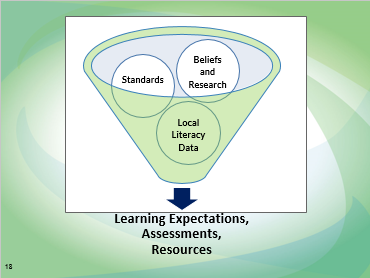 Beliefs
and
Research
Standards
Local
Literacy
Data
Learning Expectations,
Assessments,
Resources
18